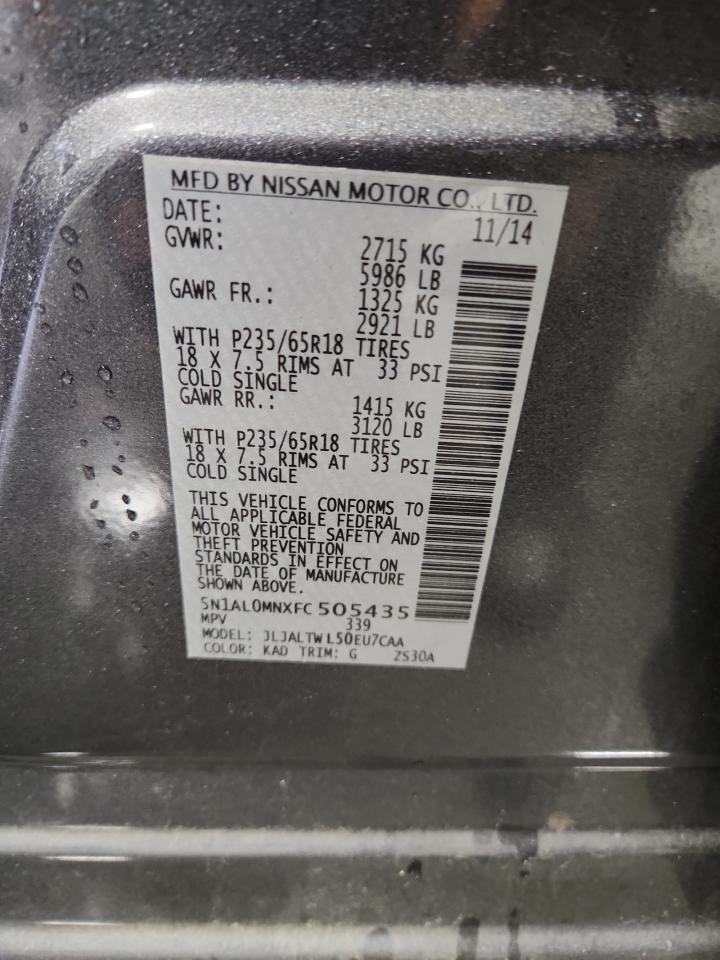 MFD BY NISSAN MOTOR CO., LTD.
DATE: 11/14
GVWR: 2715 KG
5986 LB
GAWR FR.: 1325 KG
2921 LB
WITH P235/65R18 TIRES
18 X 7.5 RIMS AT 33 PSI
COLD SINGLE
GAWR RR.: 1415 KG
3120 LB
WITH P235/65R18 TIRES
18 X 7.5 RIMS AT 33 PSI
COLD SINGLE
THIS VEHICLE CONFORMS TO
ALL APPLICABLE FEDERAL
MOTOR VEHICLE SAFETY AND
THEFT PREVENTION
STANDARDS IN EFFECT ON
THE DATE OF MANUFACTURE
SHOWN ABOVE.
5N1AL0MNXFC505435
MPV 339
MODEL: JLJALTWL50EU7CAA
COLOR: KAD TRIM: G ZS30A